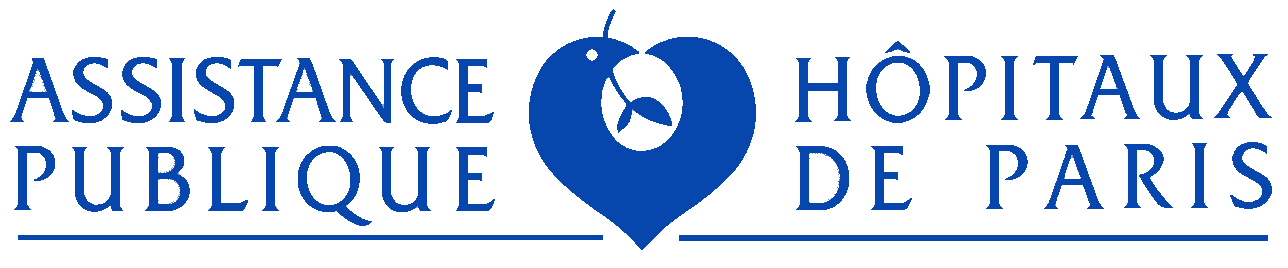 ASSISTANCE
PUBLIQUE
HÔPITAUX
DE PARIS